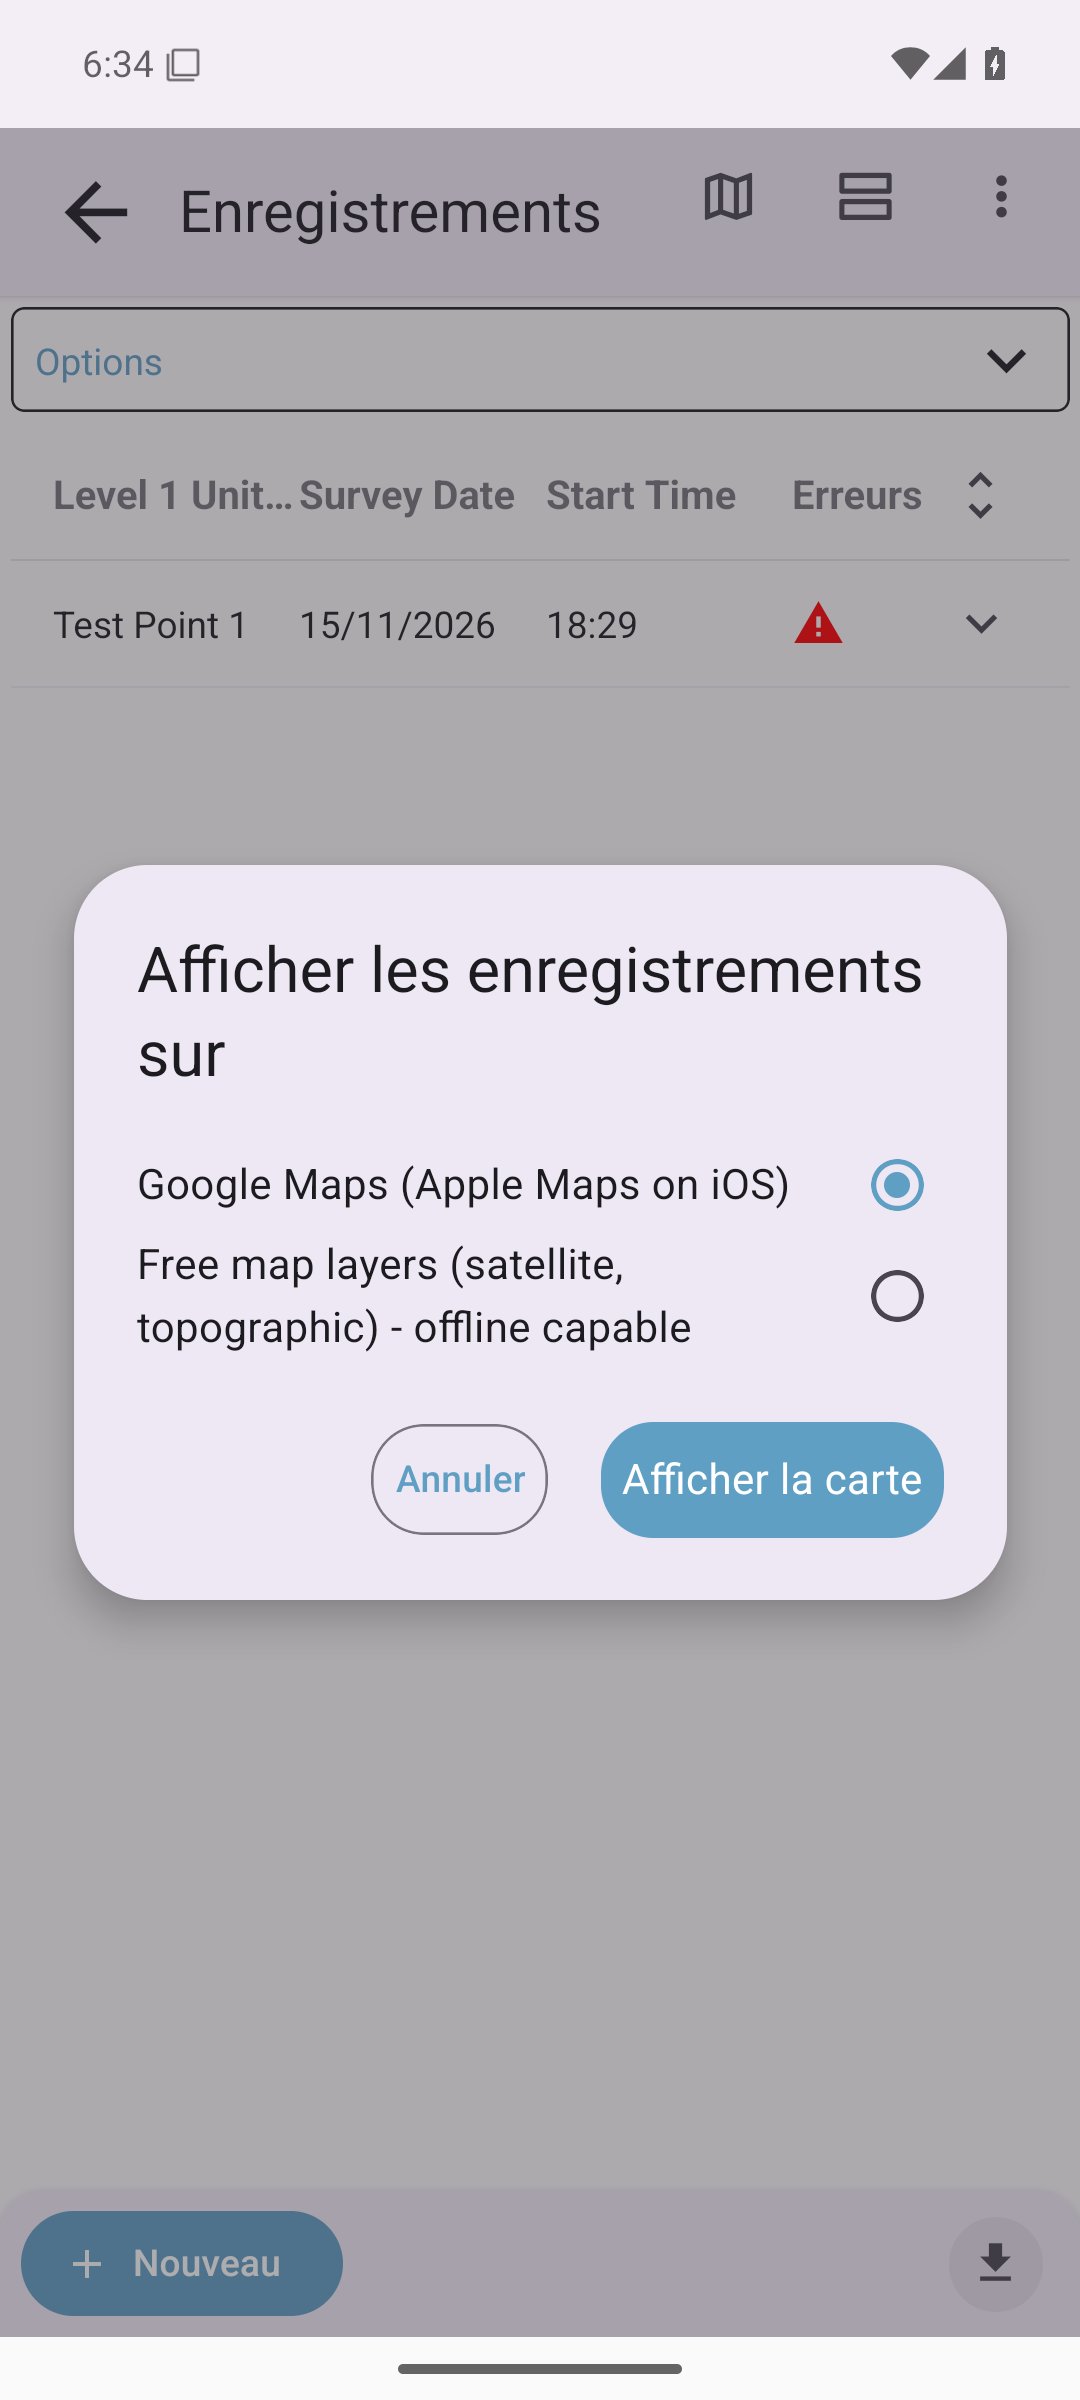 6:34
Enregistrements
Options
Level 1 Unit... Survey Date Start Time Erreurs
Test Point 1 15/11/2026 18:29
Afficher les enregistrements
sur
Google Maps (Apple Maps on iOS)
Free map layers (satellite,
topographic) - offline capable
Annuler Afficher la carte
+ Nouveau